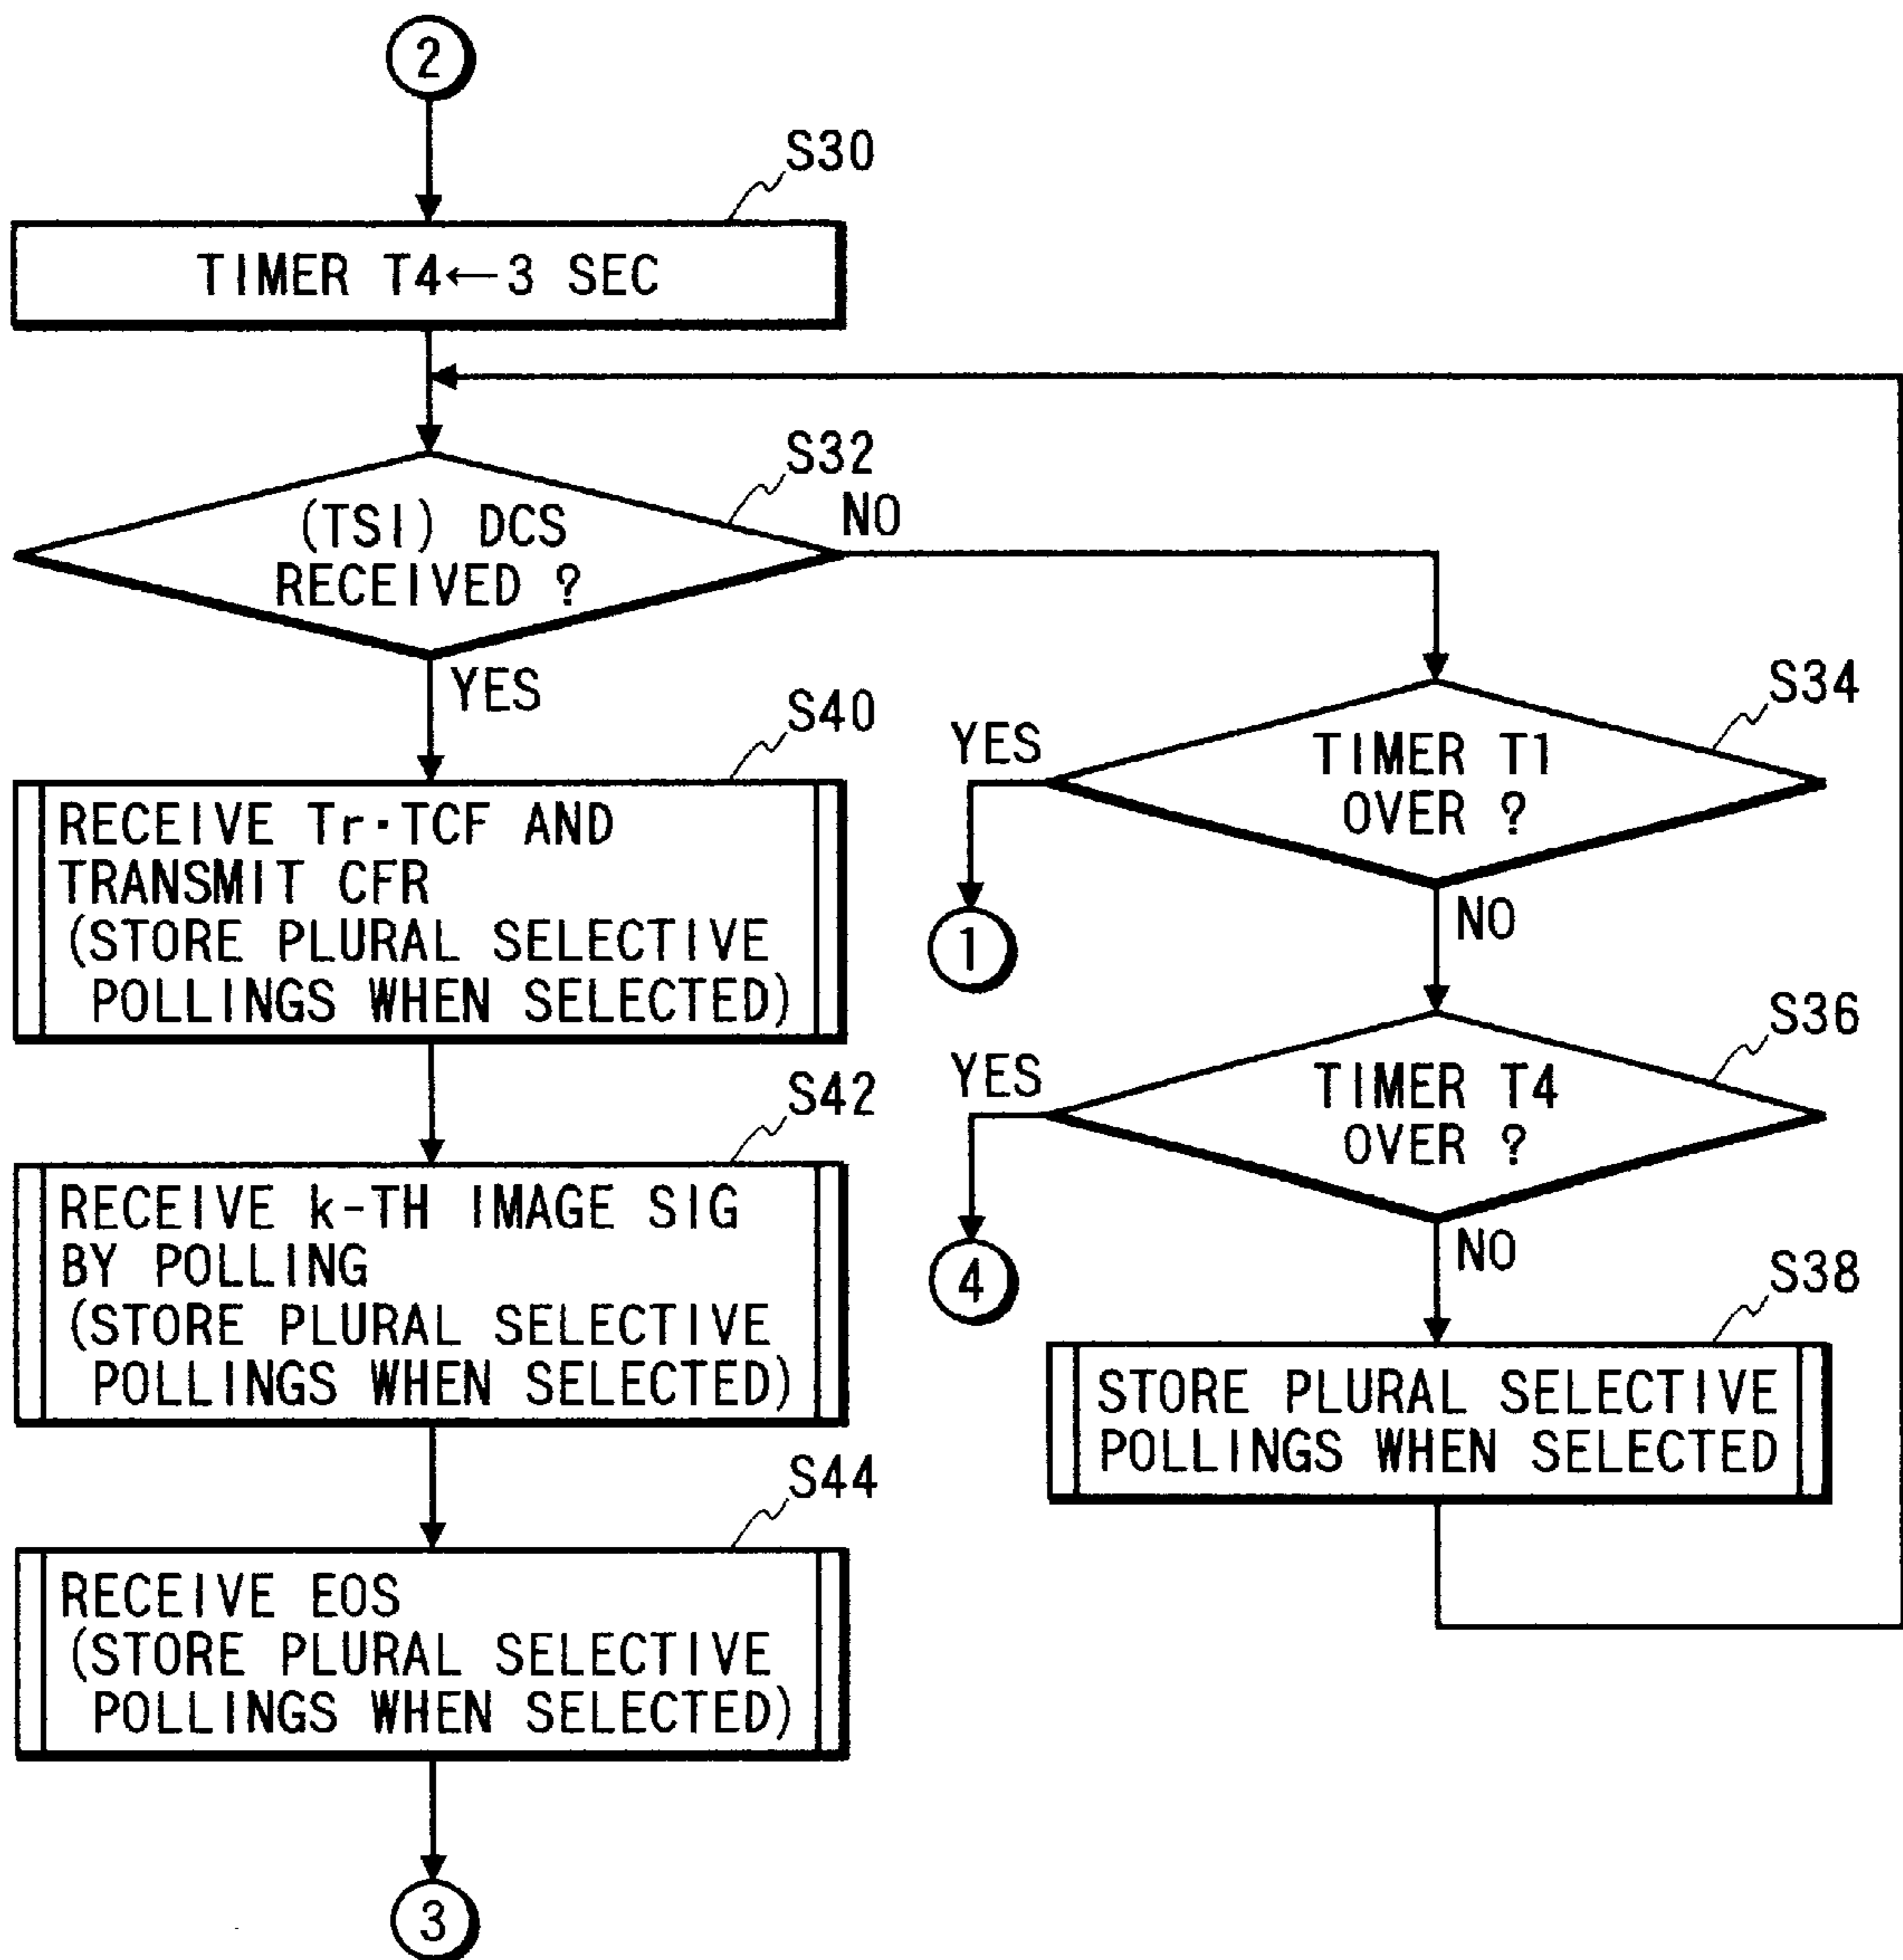 2
S30
TIMER T4←3 SEC
S32
(TSI) DCS
RECEIVED ?
NO
YES
S34
TIMER T1
OVER ?
YES
1
NO
S36
TIMER T4
OVER ?
YES
4
NO
S38
STORE PLURAL SELECTIVE
POLLINGS WHEN SELECTED
S40
RECEIVE Tr·TCF AND
TRANSMIT CFR
(STORE PLURAL SELECTIVE
POLLINGS WHEN SELECTED)
S42
RECEIVE k-TH IMAGE SIG
BY POLLING
(STORE PLURAL SELECTIVE
POLLINGS WHEN SELECTED)
S44
RECEIVE EOS
(STORE PLURAL SELECTIVE
POLLINGS WHEN SELECTED)
3